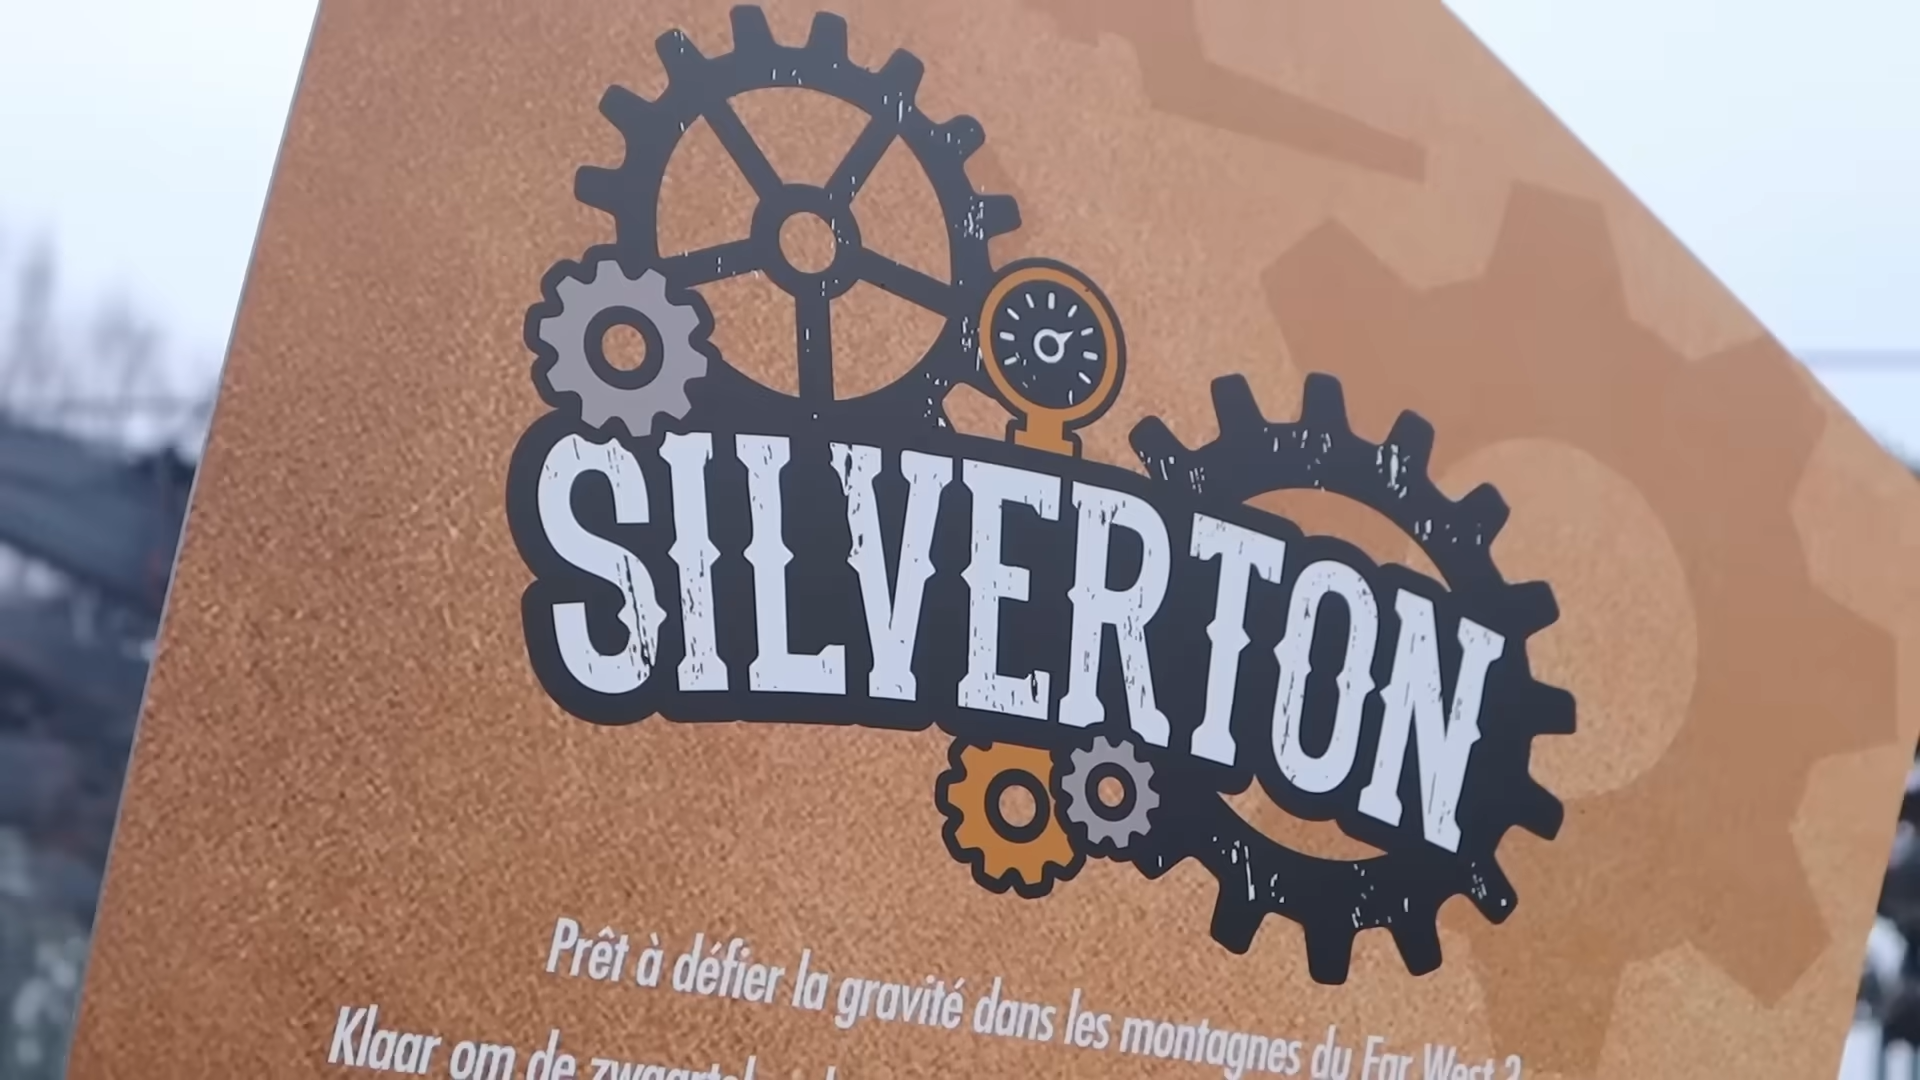 SILVERTON
Prêt à défier la gravité dans les montagnes du Far West ?
Klaar om de